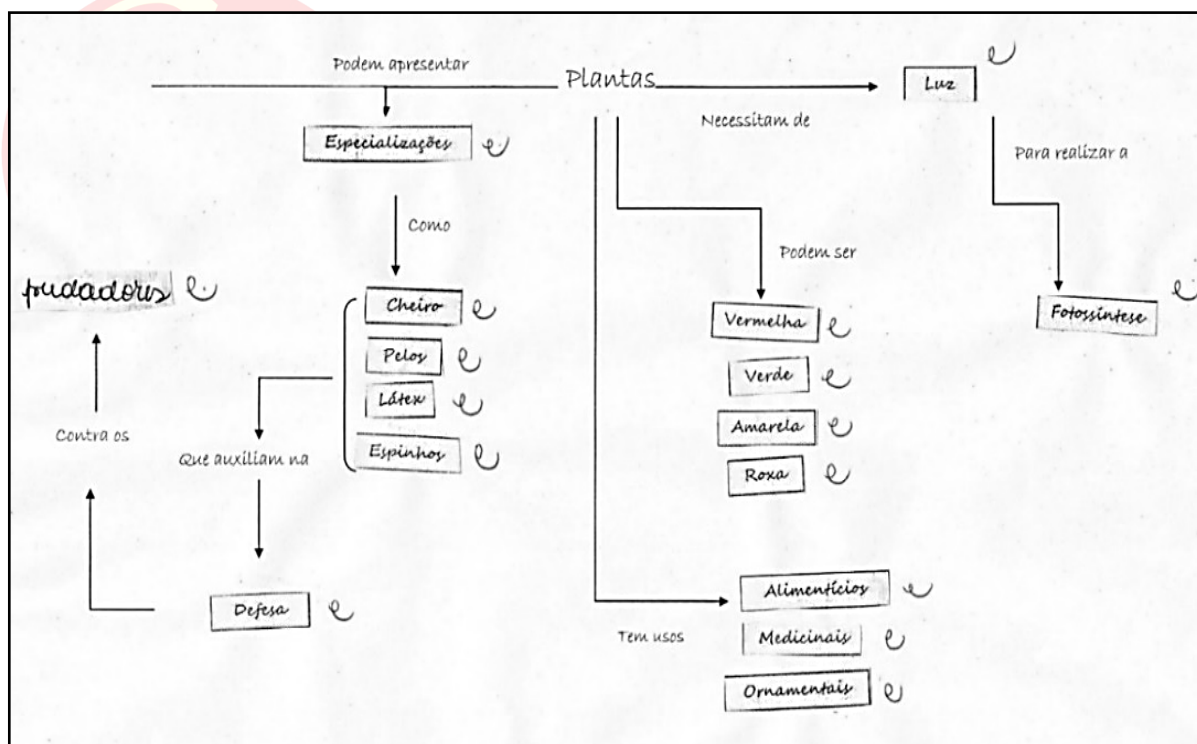 Podem apresentar
Plantas
Luz
e
Necessitam de
Especializações e
Para realizar a
Como
Podem ser
predadores e
Cheiro e
Vermelha e
Fotossíntese
e
Pelos e
Verde e
Látex e
Amarela e
Contra os
Que auxiliam na
Espinhos e
Roxa e
Defesa e
Alimentícios e
Tem usos
Medicinais e
Ornamentais e